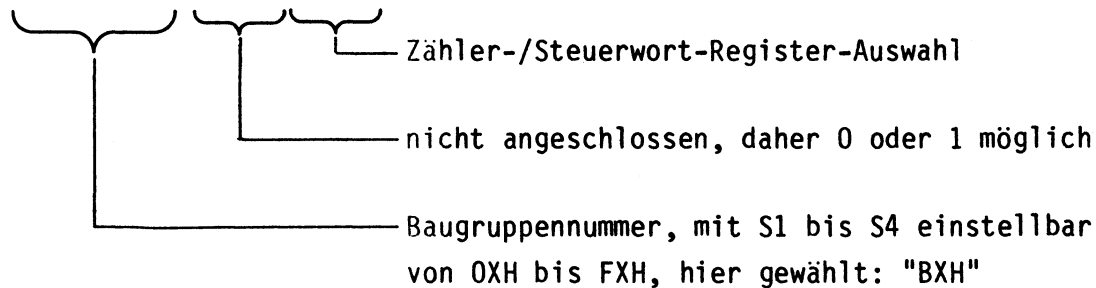 Zähler-/Steuerwort-Register-Auswahl
nicht angeschlossen, daher 0 oder 1 möglich
Baugruppennummer, mit S1 bis S4 einstellbar
von 0XH bis FXH, hier gewählt: "BXH"